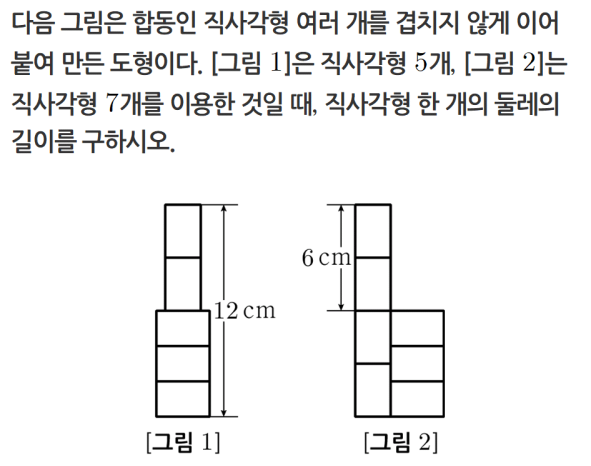 다음 그림은 합동인 직사각형 여러 개를 겹치지 않게 이어
붙여 만든 도형이다. [그림 1]은 직사각형 5개, [그림 2]는
직사각형 7개를 이용한 것일 때, 직사각형 한 개의 둘레의
길이를 구하시오.
12 cm
6 cm
[그림 1]
[그림 2]